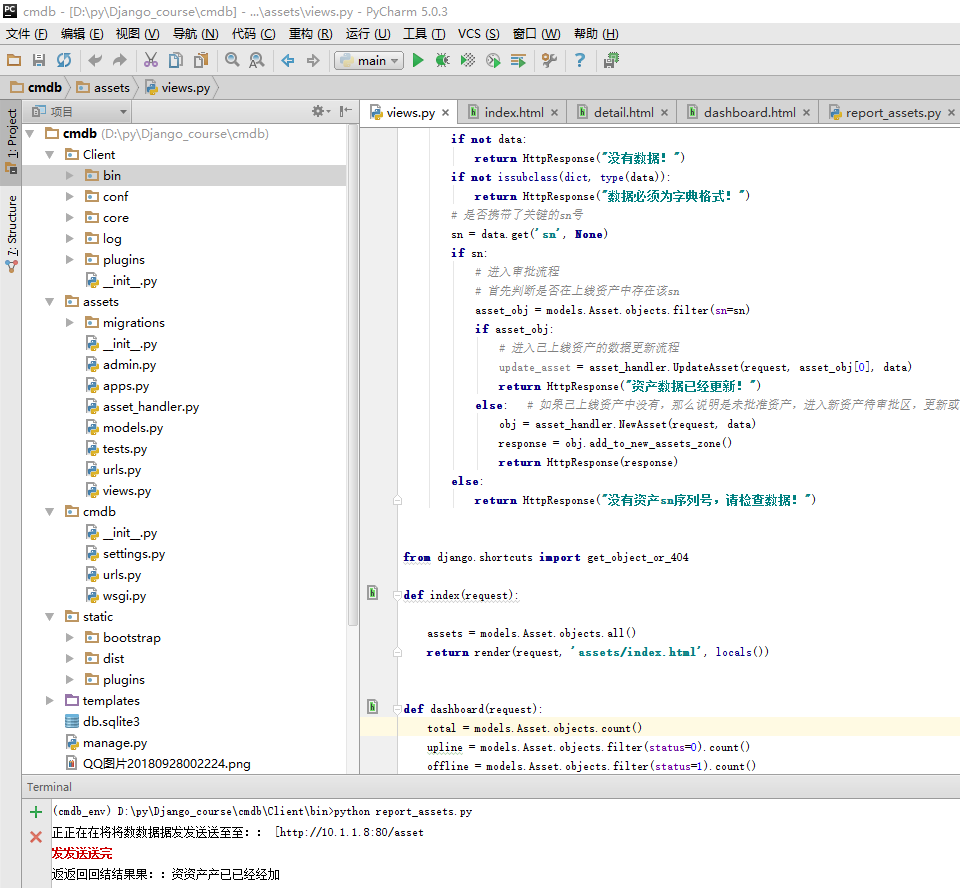 cmdb - [D:\py\Django_course\cmdb] - ...\assets\views.py - PyCharm 5.0.3
文件 (F) 编辑 (E) 视图 (V) 导航 (N) 代码 (C) 重构 (R) 运行 (U) 工具 (T) VCS (S) 窗口 (W) 帮助 (H)
main
cmdb assets views.py
1: Project
7: Structure
项目
cmdb (D:\py\Django_course\cmdb)
Client
bin
conf
core
log
plugins
__init__.py
assets
migrations
__init__.py
admin.py
apps.py
asset_handler.py
models.py
tests.py
urls.py
views.py
cmdb
__init__.py
settings.py
urls.py
wsgi.py
static
bootstrap
dist
plugins
templates
db.sqlite3
manage.py
QQ图片20180928002224.png
views.py × index.html × detail.html × dashboard.html × report_assets.py ×
if not data:
return HttpResponse("没有数据！")
if not issubclass(dict, type(data)):
return HttpResponse("数据必须为字典格式！")
# 是否携带了关键的sn号
sn = data.get('sn', None)
if sn:
# 进入审批流程
# 首先判断是否在上线资产中存在该sn
asset_obj = models.Asset.objects.filter(sn=sn)
if asset_obj:
# 进入已上线资产的数据更新流程
update_asset = asset_handler.UpdateAsset(request, asset_obj[0], data)
return HttpResponse("资产数据已经更新！")
else: # 如果已上线资产中没有，那么说明是未批准资产，进入新资产待审批区，更新或
obj = asset_handler.NewAsset(request, data)
response = obj.add_to_new_assets_zone()
return HttpResponse(response)
else:
return HttpResponse("没有资产sn序列号，请检查数据！")
from django.shortcuts import get_object_or_404
def index(request):
assets = models.Asset.objects.all()
return render(request, 'assets/index.html', locals())
def dashboard(request):
total = models.Asset.objects.count()
upline = models.Asset.objects.filter(status=0).count()
offline = models.Asset.objects.filter(status=1).count()
Terminal
(cmdb_env) D:\py\Django_course\cmdb\Client\bin>python report_assets.py
正正在在将将数数据据发发送送至至：： [http://10.1.1.8:80/asset
发发送送完
返返回回结结果果：：资资产产已已经经加